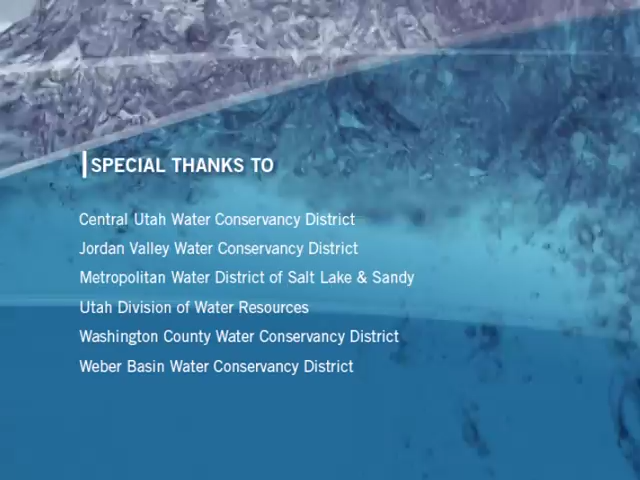 SPECIAL THANKS TO
Central Utah Water Conservancy District
Jordan Valley Water Conservancy District
Metropolitan Water District of Salt Lake & Sandy
Utah Division of Water Resources
Washington County Water Conservancy District
Weber Basin Water Conservancy District